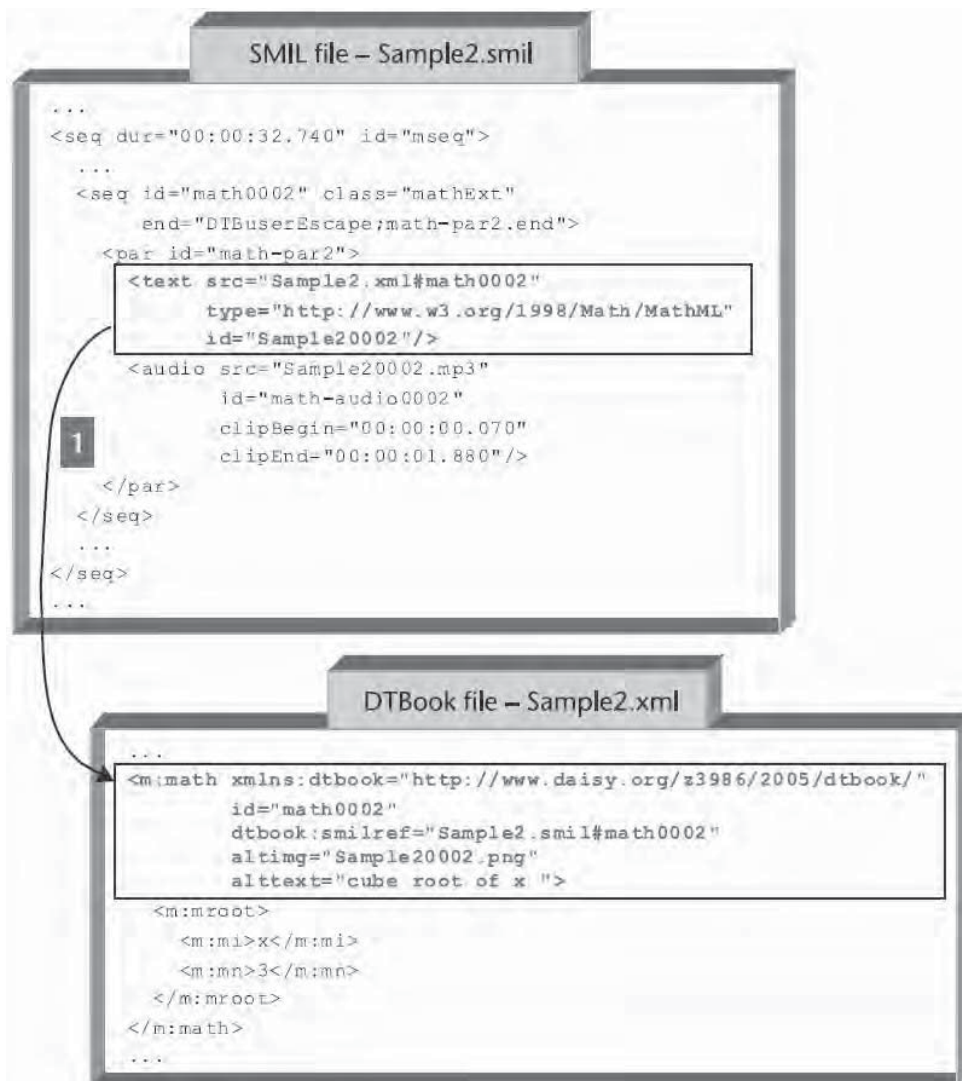 SMIL file – Sample2.smil
...
<seq dur="00:00:32.740" id="mseq">
...
<seq id="math0002" class="mathExt"
end="DTBuserEscape;math-par2.end">
<par id="math-par2">
<text src="Sample2.xml#math0002"
type="http://www.w3.org/1998/Math/MathML"
id="Sample20002"/>
<audio src="Sample20002.mp3"
id="math-audio0002"
clipBegin="00:00:00.070"
1
clipEnd="00:00:01.880"/>
</par>
</seq>
...
</seq>
...
DTBook file – Sample2.xml
...
<m:math xmlns:dtbook="http://www.daisy.org/z3986/2005/dtbook/"
id="math0002"
dtbook:smilref="Sample2.smil#math0002"
altimg="Sample20002.png"
alttext="cube root of x ">
<m:mroot>
<m:mi>x</m:mi>
<m:mn>3</m:mn>
</m:mroot>
</m:math>
...